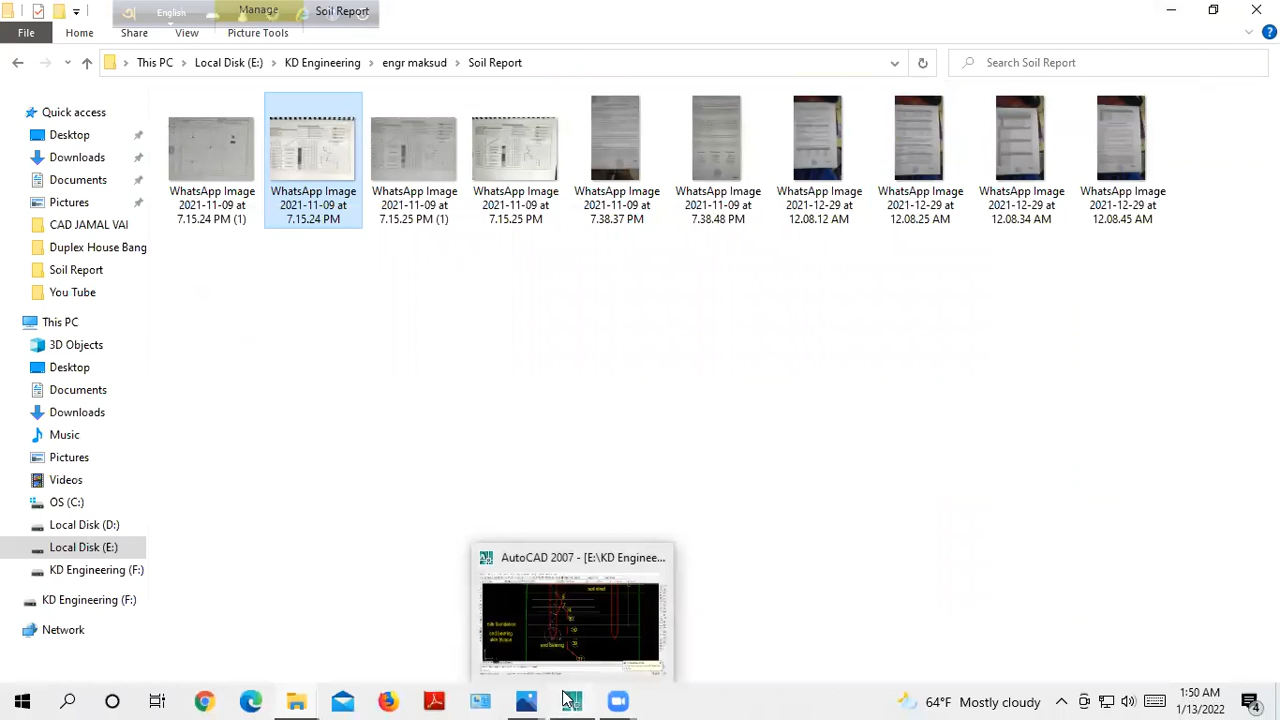 English
Manage
Soil Report
File
Home
Share
View
Picture Tools
This PC
Local Disk (E:)
KD Engineering
engr maksud
Soil Report
Search Soil Report
Quick access
Desktop
Downloads
Documents
Pictures
CAD JAMAL VAI
Duplex House Bang
Soil Report
You Tube
This PC
3D Objects
Desktop
Documents
Downloads
Music
Pictures
Videos
OS (C:)
Local Disk (D:)
Local Disk (E:)
KD Engineering (F:)
KD Engineering (F:)
Network
WhatsApp Image
2021-11-09 at
7.15.24 PM (1)
WhatsApp Image
2021-11-09 at
7.15.24 PM
WhatsApp Image
2021-11-09 at
7.15.25 PM (1)
WhatsApp Image
2021-11-09 at
7.15.25 PM
WhatsApp Image
2021-11-09 at
7.38.37 PM
WhatsApp Image
2021-11-09 at
7.38.48 PM
WhatsApp Image
2021-12-29 at
12.08.12 AM
WhatsApp Image
2021-12-29 at
12.08.25 AM
WhatsApp Image
2021-12-29 at
12.08.34 AM
WhatsApp Image
2021-12-29 at
12.08.45 AM
AutoCAD 2007 - [E:\KD Enginee...
64°F Mostly cloudy
1:50 AM
1/13/2022
4